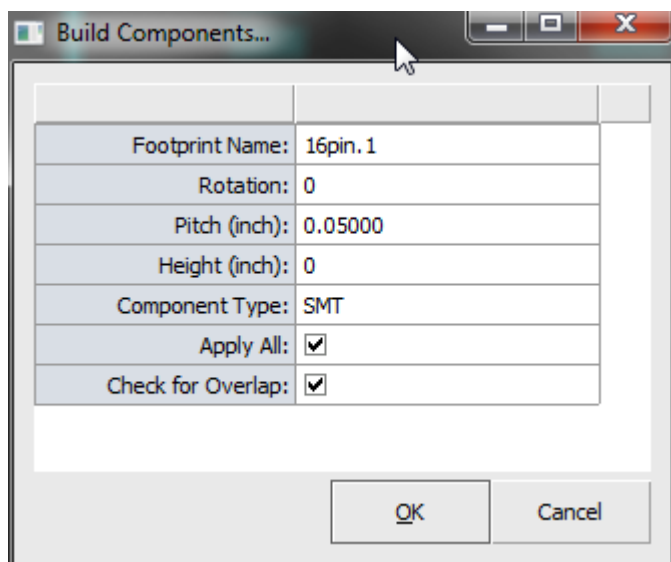 Build Components...
Footprint Name: 16pin.1
Rotation: 0
Pitch (inch): 0.05000
Height (inch): 0
Component Type: SMT
Apply All:
Check for Overlap:
OK Cancel